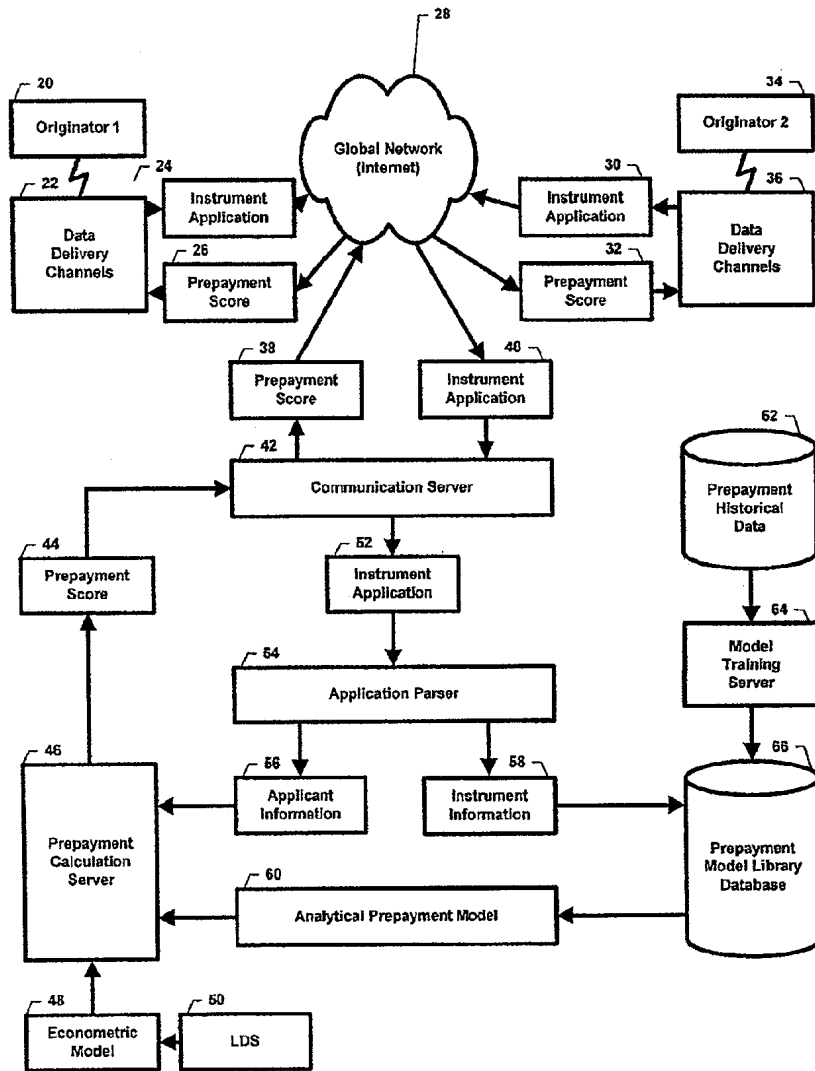 28
20
34
Originator 1
Originator 2
Global Network
(Internet)
22
24
30
36
Instrument
Application
Instrument
Application
Data
Delivery
Channels
Data
Delivery
Channels
26
32
Prepayment
Score
Prepayment
Score
38
40
Prepayment
Score
Instrument
Application
42
62
Communication Server
Prepayment
Historical
Data
44
52
Prepayment
Score
Instrument
Application
64
Model
Training
Server
54
Application Parser
46
56
58
66
Applicant
Information
Instrument
Information
Prepayment
Calculation
Server
Prepayment
Model Library
Database
60
Analytical Prepayment Model
48
50
Econometric
Model
LDS